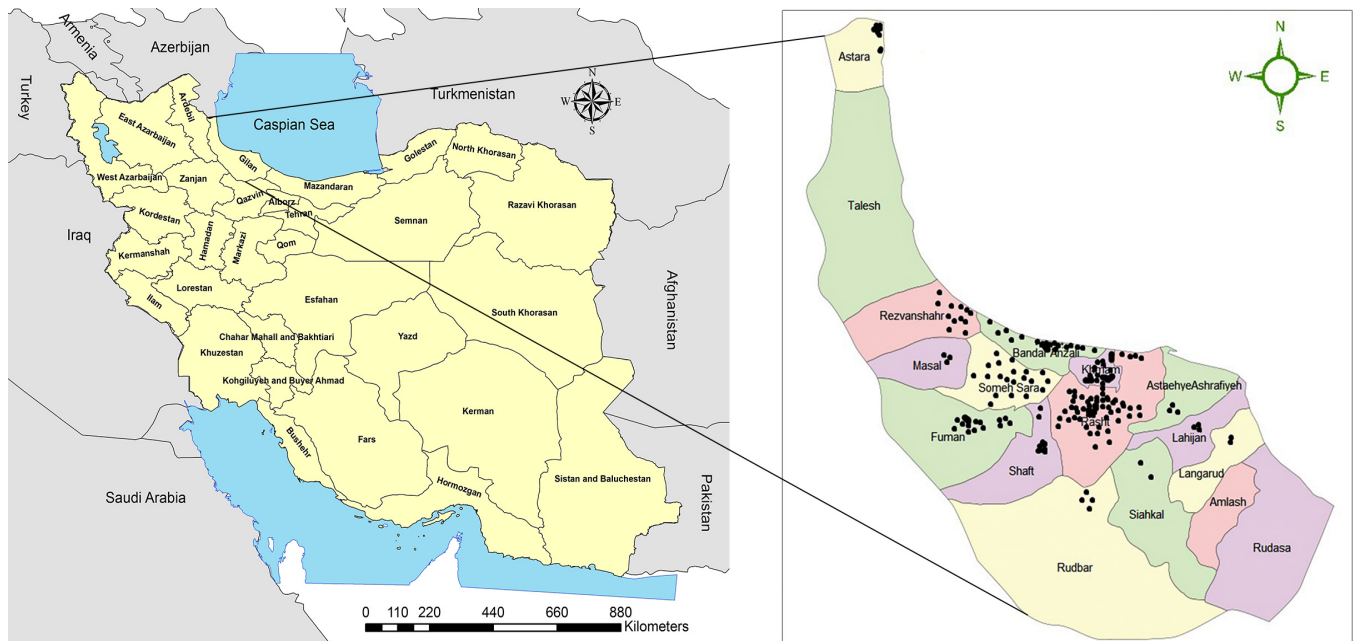 Armenia
Azerbijan
Turkey
Turkmenistan
N
W
E
S
Caspian Sea
Ardebil
East Azarbaijan
Gilan
Golestan
North Khorasan
West Azarbaijan
Zanjan
Mazandaran
Qazvin
Alborz
Tehran
Razavi Khorasan
Semnan
Kordestan
Iraq
Hamadan
Markazi
Qom
Kermanshah
Lorestan
Ilam
Esfahan
South Khorasan
Afghanistan
Chahar Mahall and Bakhtiari
Yazd
Khuzestan
Kohgiluyeh and Buyer Ahmad
Kerman
Bushehr
Fars
Hormozgan
Sistan and Baluchestan
Saudi Arabia
Pakistan
0 110 220 440 660 880
Kilometers
N
W
E
S
Astara
Talesh
Rezvanshahr
Masal
Bandar Anzali
Khmam
Someh Sara
AstaehyeAshrafiyeh
Rasht
Fuman
Lahijan
Shaft
Langarud
Siahkal
Amlash
Rudbar
Rudasa